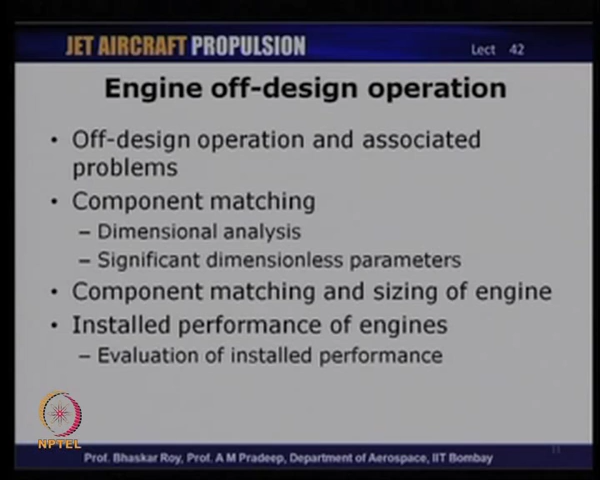 JET AIRCRAFT PROPULSION
Lect 42
Engine off-design operation
• Off-design operation and associated
problems
• Component matching
– Dimensional analysis
– Significant dimensionless parameters
• Component matching and sizing of engine
• Installed performance of engines
– Evaluation of installed performance
NPTEL
Prof. Bhaskar Roy, Prof. A M Pradeep, Department of Aerospace, IIT Bombay